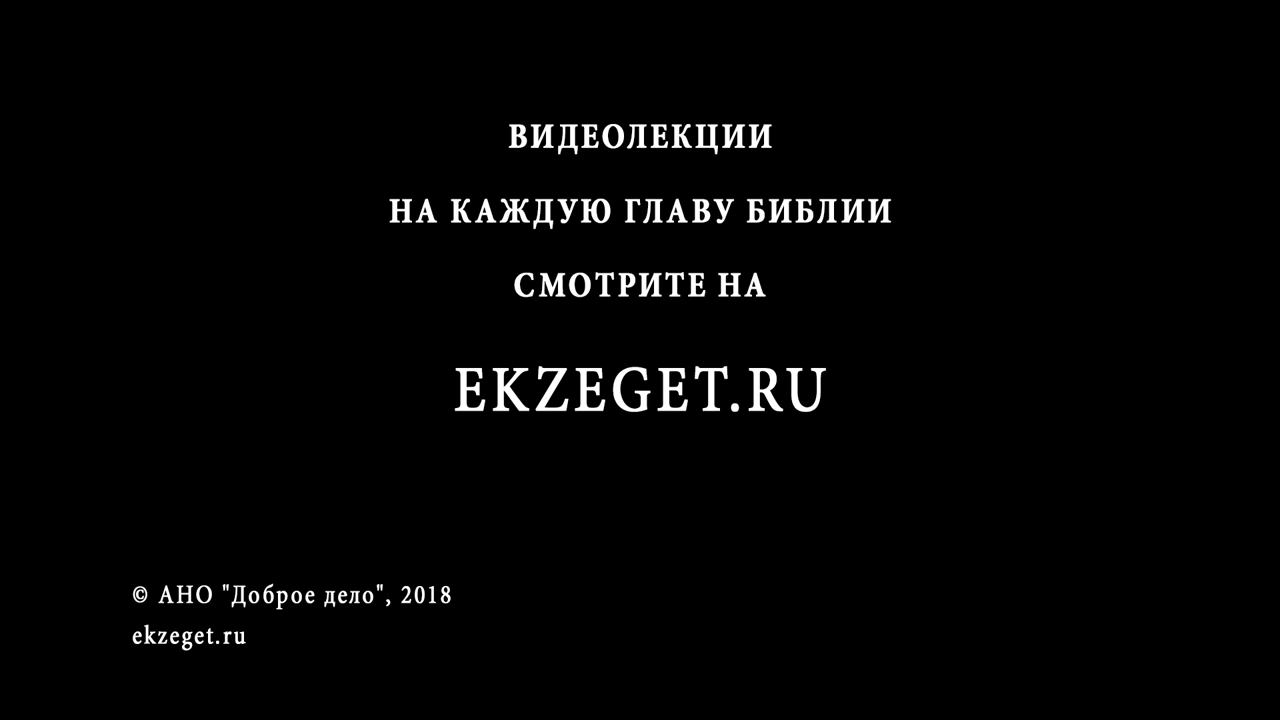 ВИДЕОЛЕКЦИИ
НА КАЖДУЮ ГЛАВУ БИБЛИИ
СМОТРИТЕ НА
EKZEGET.RU
© АНО "Доброе дело", 2018
ekzeget.ru